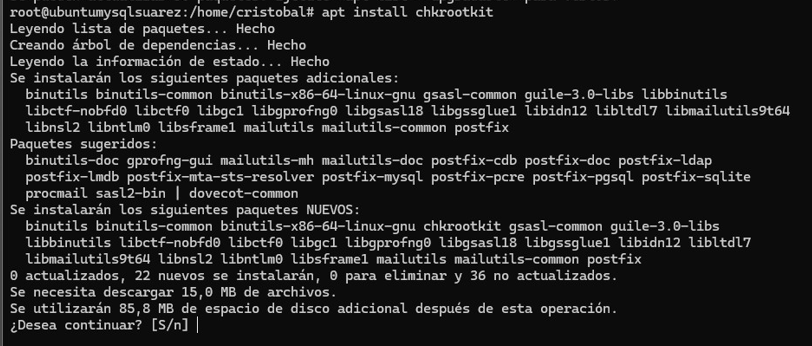 root@ubuntumysqlsuarez:/home/cristobal# apt install chkrootkit
Leyendo lista de paquetes... Hecho
Creando árbol de dependencias... Hecho
Leyendo la información de estado... Hecho
Se instalarán los siguientes paquetes adicionales:
  binutils binutils-common binutils-x86-64-linux-gnu gsasl-common guile-3.0-libs libbinutils
  libctf-nobfd0 libctf0 libgc1 libgprofng0 libgsasl18 libgssglue1 libidn12 libltdl7 libmailutils9t64
  libnsl2 libntlm0 libsframe1 mailutils mailutils-common postfix
Paquetes sugeridos:
  binutils-doc gprofng-gui mailutils-mh mailutils-doc postfix-cdb postfix-doc postfix-ldap
  postfix-lmdb postfix-mta-sts-resolver postfix-mysql postfix-pcre postfix-pgsql postfix-sqlite
  procmail sasl2-bin | dovecot-common
Se instalarán los siguientes paquetes NUEVOS:
  binutils binutils-common binutils-x86-64-linux-gnu chkrootkit gsasl-common guile-3.0-libs
  libbinutils libctf-nobfd0 libctf0 libgc1 libgprofng0 libgsasl18 libgssglue1 libidn12 libltdl7
  libmailutils9t64 libnsl2 libntlm0 libsframe1 mailutils mailutils-common postfix
0 actualizados, 22 nuevos se instalarán, 0 para eliminar y 36 no actualizados.
Se necesita descargar 15,0 MB de archivos.
Se utilizarán 85,8 MB de espacio de disco adicional después de esta operación.
¿Desea continuar? [S/n]